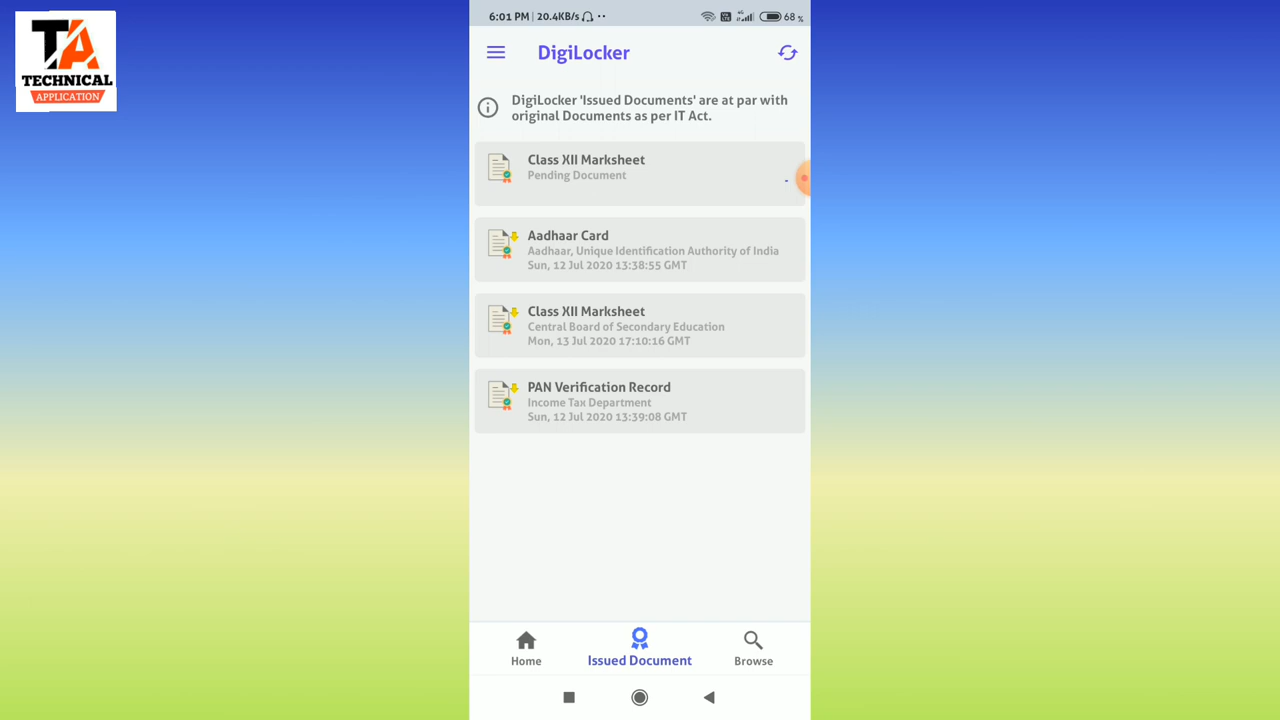 TA
TECHNICAL
APPLICATION
6:01 PM 20.4KB/s
68 %
DigiLocker
DigiLocker 'Issued Documents' are at par with
original Documents as per IT Act.
Class XII Marksheet
Pending Document
Aadhaar Card
Aadhaar, Unique Identification Authority of India
Sun, 12 Jul 2020 13:38:55 GMT
Class XII Marksheet
Central Board of Secondary Education
Mon, 13 Jul 2020 17:10:16 GMT
PAN Verification Record
Income Tax Department
Sun, 12 Jul 2020 13:39:08 GMT
Home
Issued Document
Browse